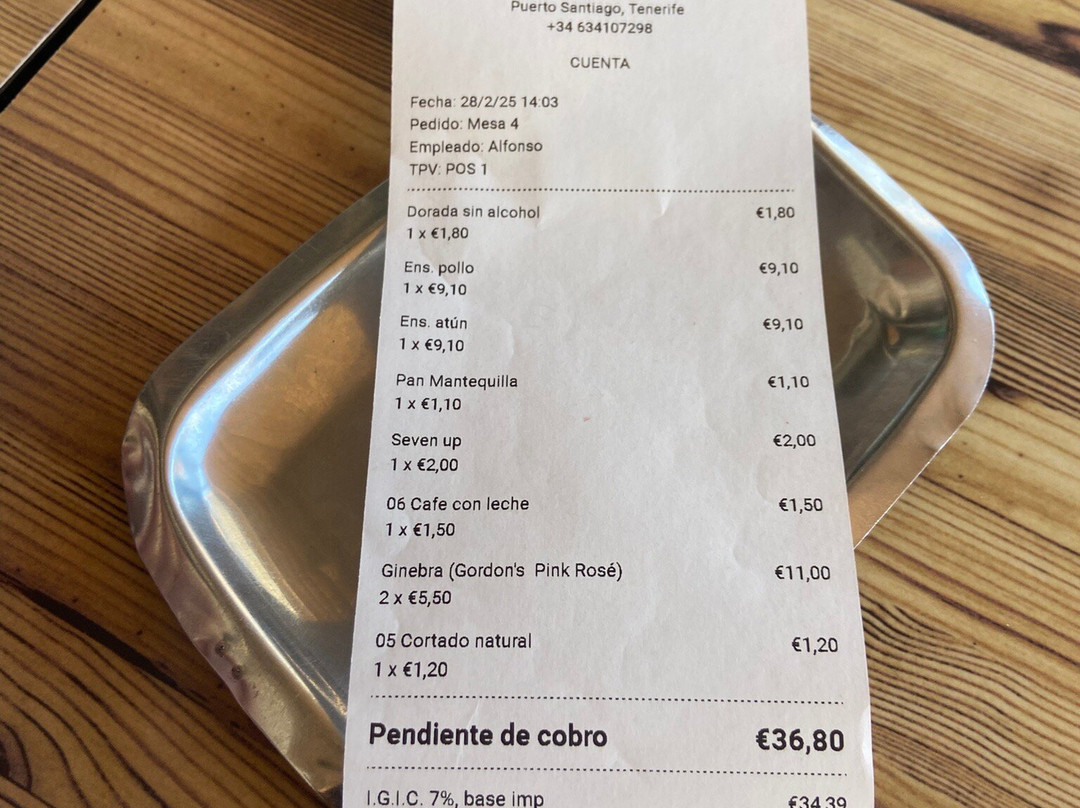 Puerto Santiago, Tenerife
+34 634107298
CUENTA
Fecha: 28/2/25 14:03
Pedido: Mesa 4
Empleado: Alfonso
TPV: POS 1
Dorada sin alcohol €1,80
1 x €1,80
Ens. pollo €9,10
1 x €9,10
Ens. atún €9,10
1 x €9,10
Pan Mantequilla €1,10
1 x €1,10
Seven up €2,00
1 x €2,00
06 Cafe con leche €1,50
1 x €1,50
Ginebra (Gordon's Pink Rosé) €11,00
2 x €5,50
05 Cortado natural €1,20
1 x €1,20
Pendiente de cobro €36,80
I.G.I.C. 7%, base imp €34,39